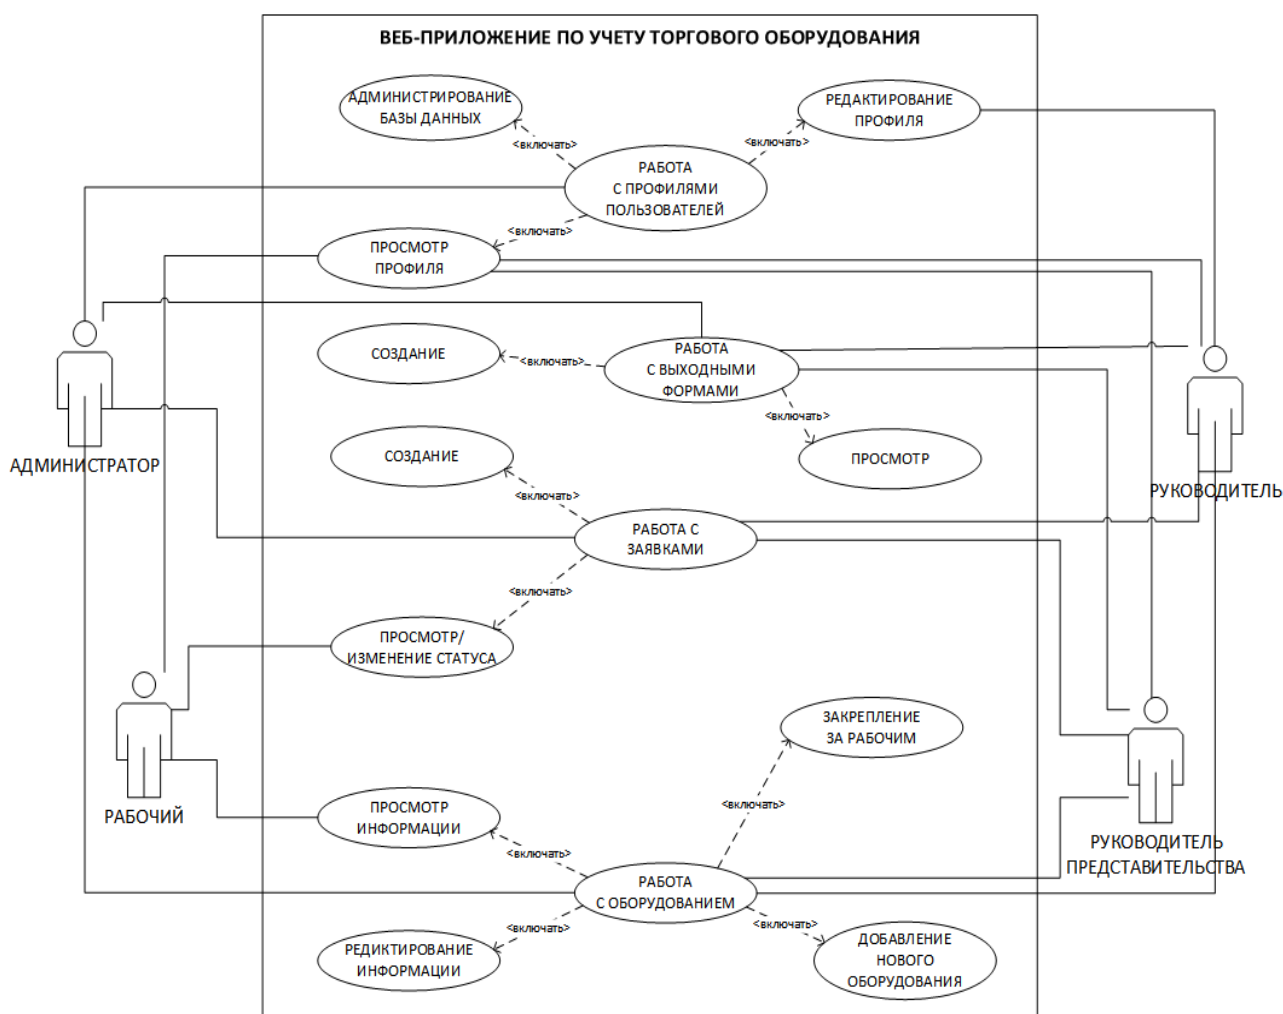 ВЕБ-ПРИЛОЖЕНИЕ ПО УЧЕТУ ТОРГОВОГО ОБОРУДОВАНИЯ
АДМИНИСТРИРОВАНИЕ
БАЗЫ ДАННЫХ
РЕДАКТИРОВАНИЕ
ПРОФИЛЯ
<включать>
<включать>
РАБОТА
С ПРОФИЛЯМИ
ПОЛЬЗОВАТЕЛЕЙ
<включать>
ПРОСМОТР
ПРОФИЛЯ
СОЗДАНИЕ
<включать>
РАБОТА
С ВЫХОДНЫМИ
ФОРМАМИ
<включать>
АДМИНИСТРАТОР
СОЗДАНИЕ
ПРОСМОТР
РУКОВОДИТЕЛЬ
<включать>
РАБОТА С
ЗАЯВКАМИ
<включать>
ПРОСМОТР/
ИЗМЕНЕНИЕ СТАТУСА
ЗАКРЕПЛЕНИЕ
ЗА РАБОЧИМ
РАБОЧИЙ
ПРОСМОТР
ИНФОРМАЦИИ
<включать>
РУКОВОДИТЕЛЬ
ПРЕДСТАВИТЕЛЬСТВА
<включать>
РАБОТА
С ОБОРУДОВАНИЕМ
<включать>
<включать>
РЕДИКТИРОВАНИЕ
ИНФОРМАЦИИ
ДОБАВЛЕНИЕ
НОВОГО
ОБОРУДОВАНИЯ